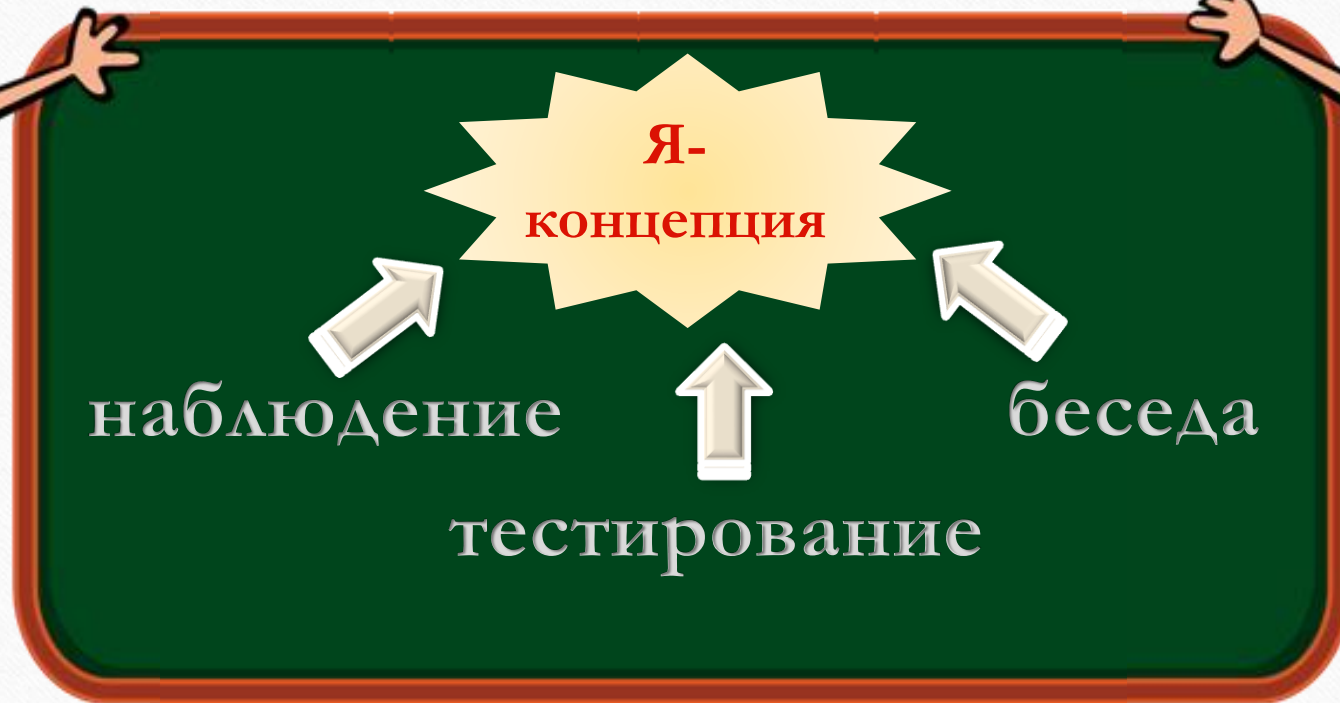 Я-
концепция
наблюдение
беседа
тестирование